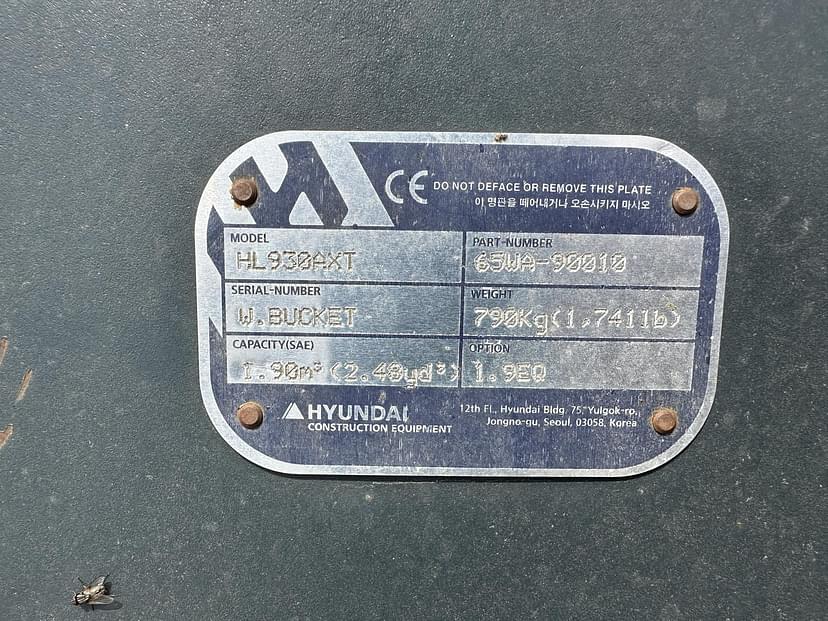 CE DO NOT DEFACE OR REMOVE THIS PLATE
이 명판을 떼어내거나 오손시키지 마시오
MODEL
HL930AXT
PART-NUMBER
65WA-90010
SERIAL-NUMBER
W.BUCKET
WEIGHT
790Kg(1,741lb)
CAPACITY(SAE)
1.90m³(2.48yd³)
OPTION
1.9EQ
HYUNDAI
CONSTRUCTION EQUIPMENT
12th Fl., Hyundai Bldg. 75, Yulgok-ro,
Jongno-gu, Seoul, 03058, Korea